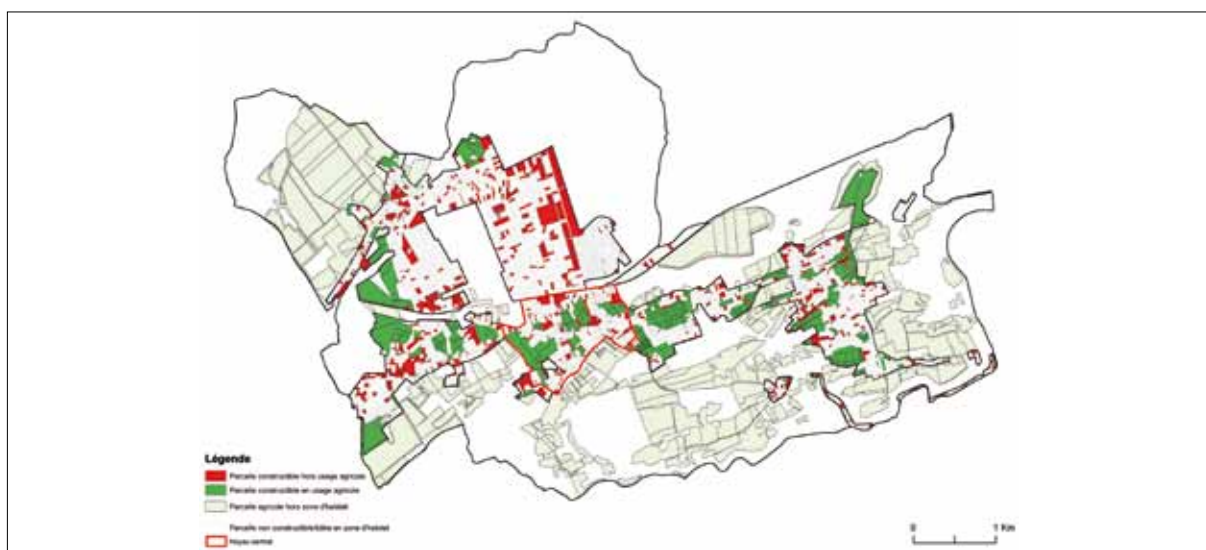 Légende
Parcelle constructible hors usage agricole
Parcelle constructible en usage agricole
Parcelle agricole hors zone d'habitat
Parcelle non constructible/bâtie en zone d'habitat
Noyau central
0 1 Km